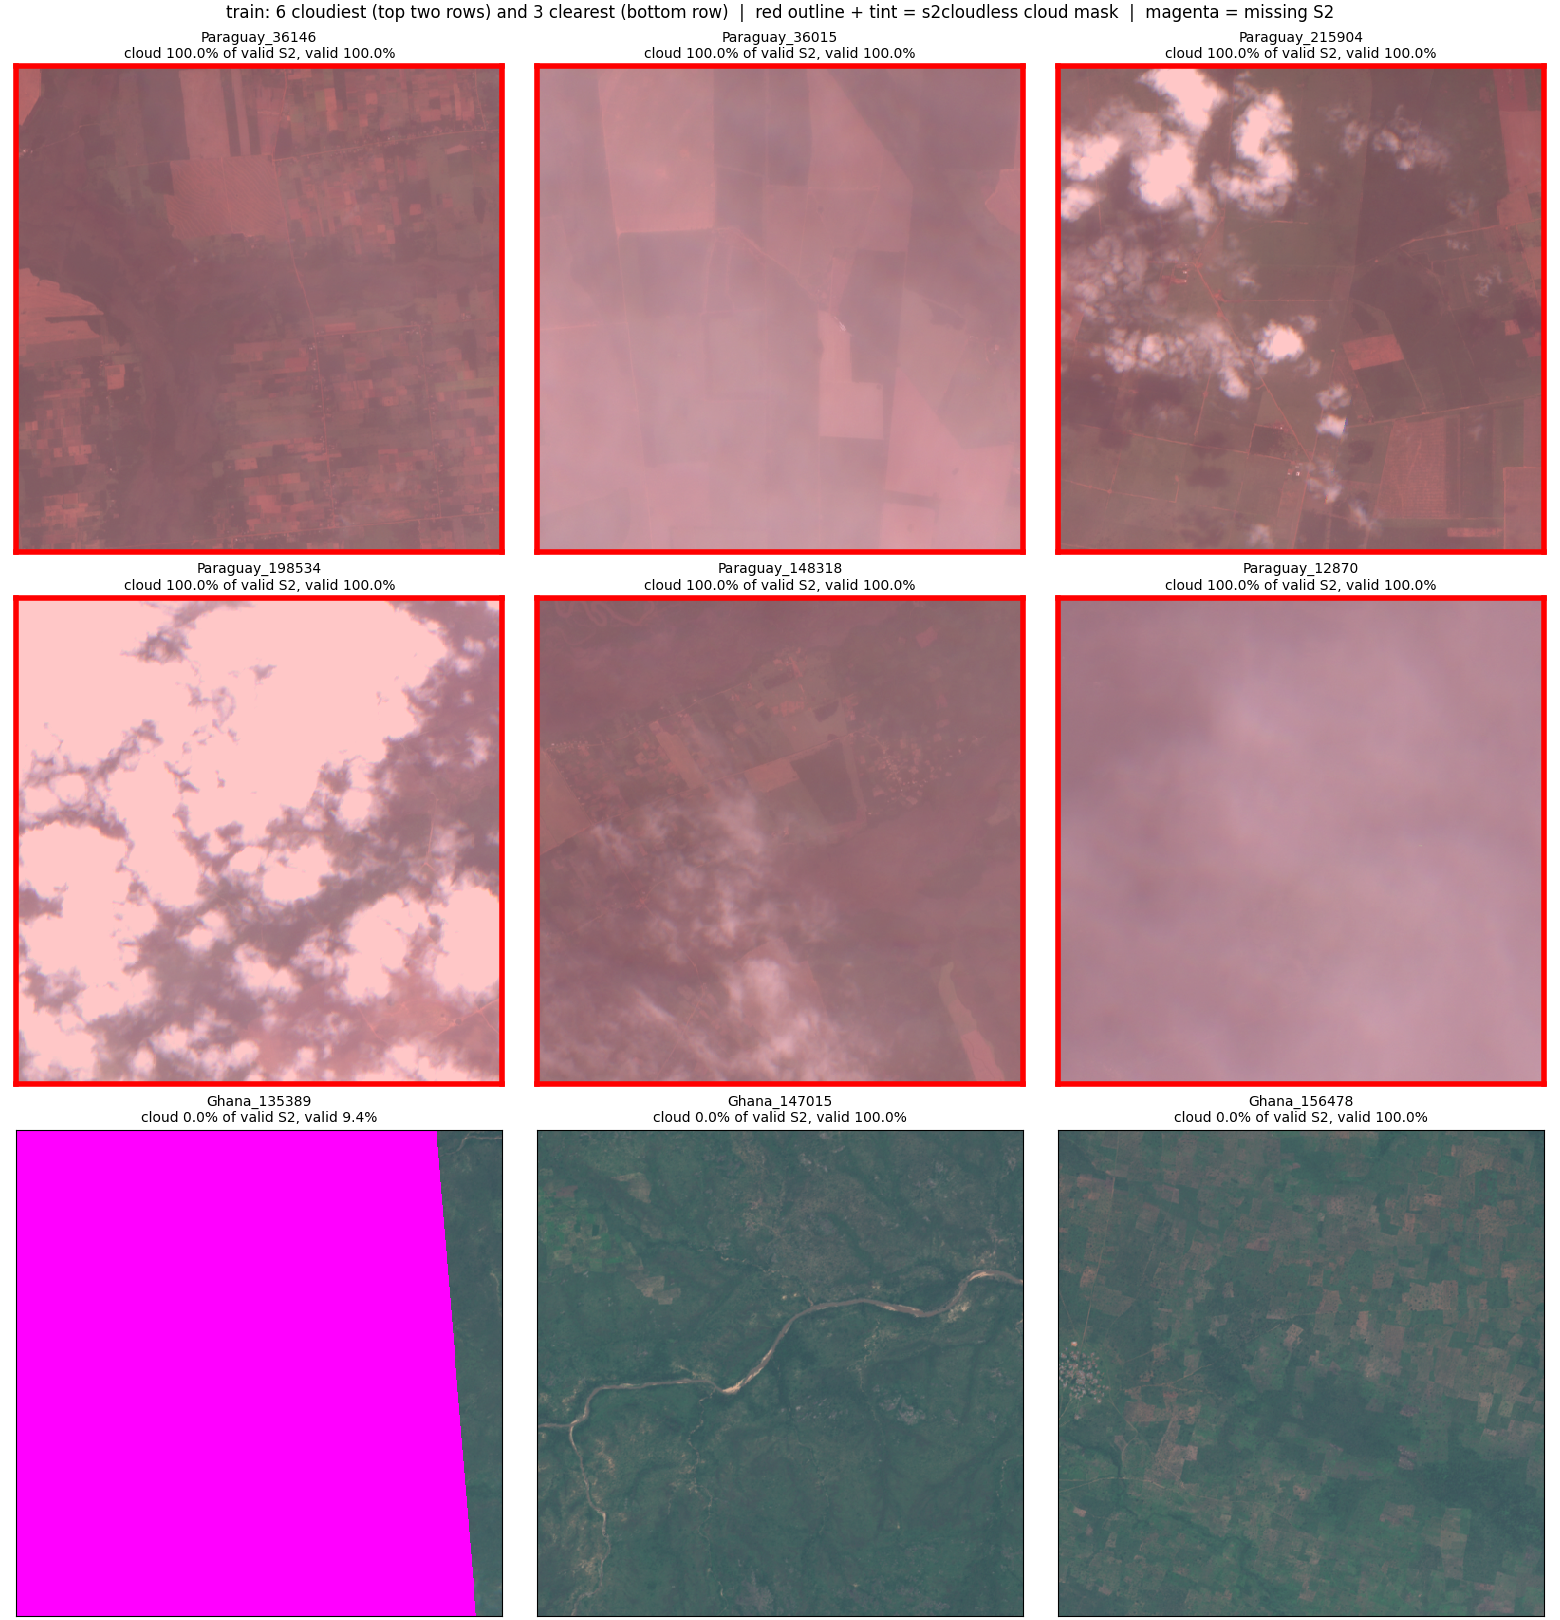 train: 6 cloudiest (top two rows) and 3 clearest (bottom row) | red outline + tint = s2cloudless cloud mask | magenta = missing S2
Paraguay_36146
cloud 100.0% of valid S2, valid 100.0%
Paraguay_36015
cloud 100.0% of valid S2, valid 100.0%
Paraguay_215904
cloud 100.0% of valid S2, valid 100.0%
Paraguay_198534
cloud 100.0% of valid S2, valid 100.0%
Paraguay_148318
cloud 100.0% of valid S2, valid 100.0%
Paraguay_12870
cloud 100.0% of valid S2, valid 100.0%
Ghana_135389
cloud 0.0% of valid S2, valid 9.4%
Ghana_147015
cloud 0.0% of valid S2, valid 100.0%
Ghana_156478
cloud 0.0% of valid S2, valid 100.0%